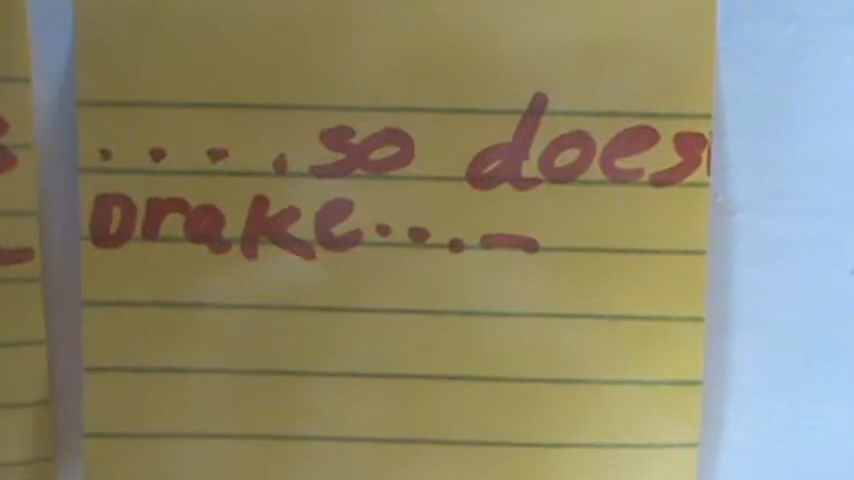 . . . . so does
Drake...-